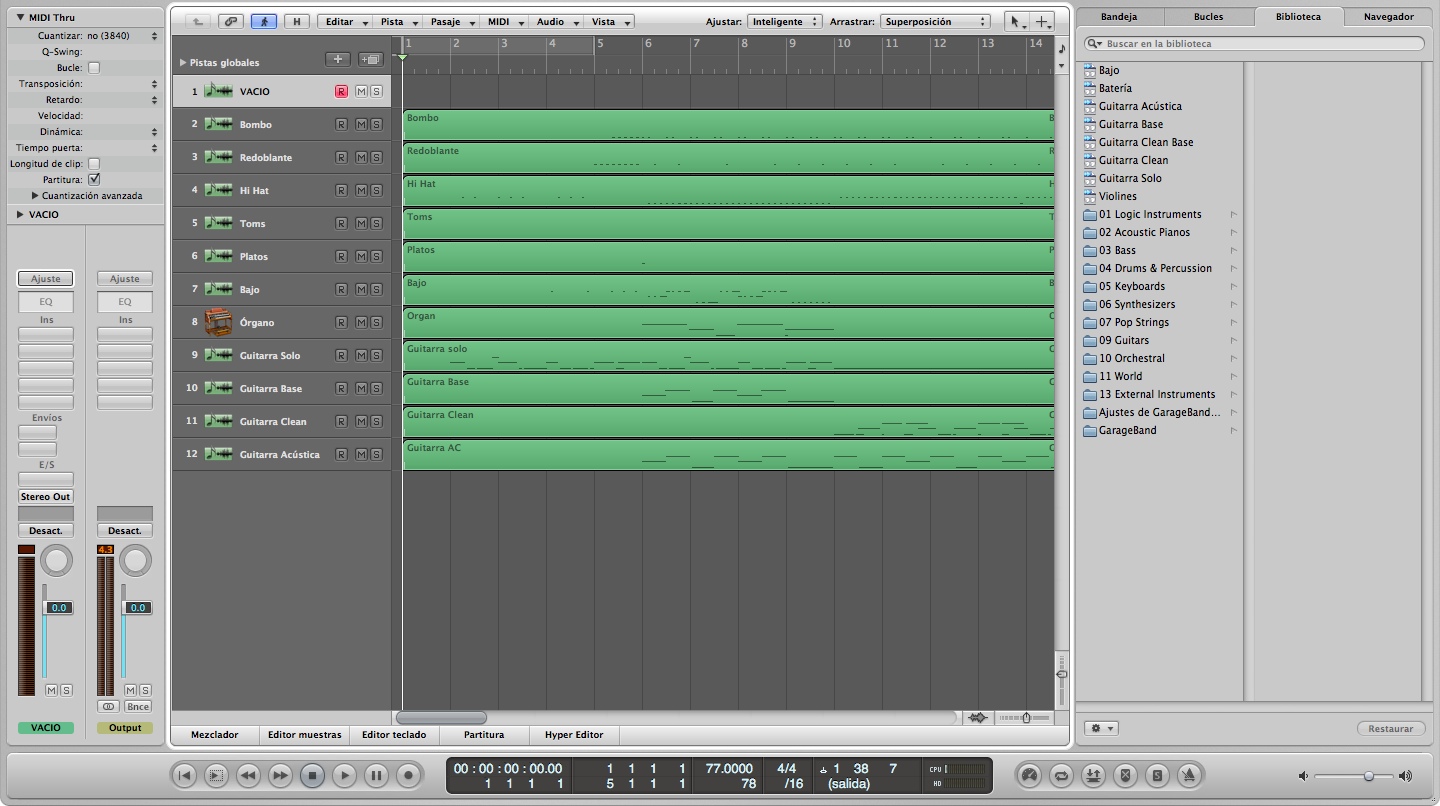 MIDI Thru
Cuantizar: no (3840)
Q-Swing:
Bucle:
Transposición:
Retardo:
Velocidad:
Dinámica:
Tiempo puerta:
Longitud de clip:
Partitura:
Cuantización avanzada
VACIO
Ajuste Ajuste
EQ EQ
Ins Ins
Envíos
E/S
Stereo Out
Desact. Desact.
4.3
0.0 0.0
M S M S
Bnce
VACIO Output
H Editar Pista Pasaje MIDI Audio Vista Ajustar: Inteligente Arrastrar: Superposición
1 2 3 4 5 6 7 8 9 10 11 12 13 14
Pistas globales
1 VACIO R M S
2 Bombo R M S
3 Redoblante R M S
4 Hi Hat R M S
5 Toms R M S
6 Platos R M S
7 Bajo R M S
8 Órgano R M S
9 Guitarra Solo R M S
10 Guitarra Base R M S
11 Guitarra Clean R M S
12 Guitarra Acústica R M S
Bombo B
Redoblante R
Hi Hat H
Toms T
Platos P
Bajo B
Organ
Guitarra solo
Guitarra Base
Guitarra Clean
Guitarra AC
Mezclador Editor muestras Editor teclado Partitura Hyper Editor
Bandeja Bucles Biblioteca Navegador
Buscar en la biblioteca
Bajo
Batería
Guitarra Acústica
Guitarra Base
Guitarra Clean Base
Guitarra Clean
Guitarra Solo
Violines
01 Logic Instruments
02 Acoustic Pianos
03 Bass
04 Drums & Percussion
05 Keyboards
06 Synthesizers
07 Pop Strings
09 Guitars
10 Orchestral
11 World
13 External Instruments
Ajustes de GarageBand...
GarageBand
Restaurar
00 : 00 : 00 : 00.00 1 1 1 1 77.0000 4/4 1 38 7 CPU
1 1 1 1 5 1 1 1 78 /16 (salida) HD
S